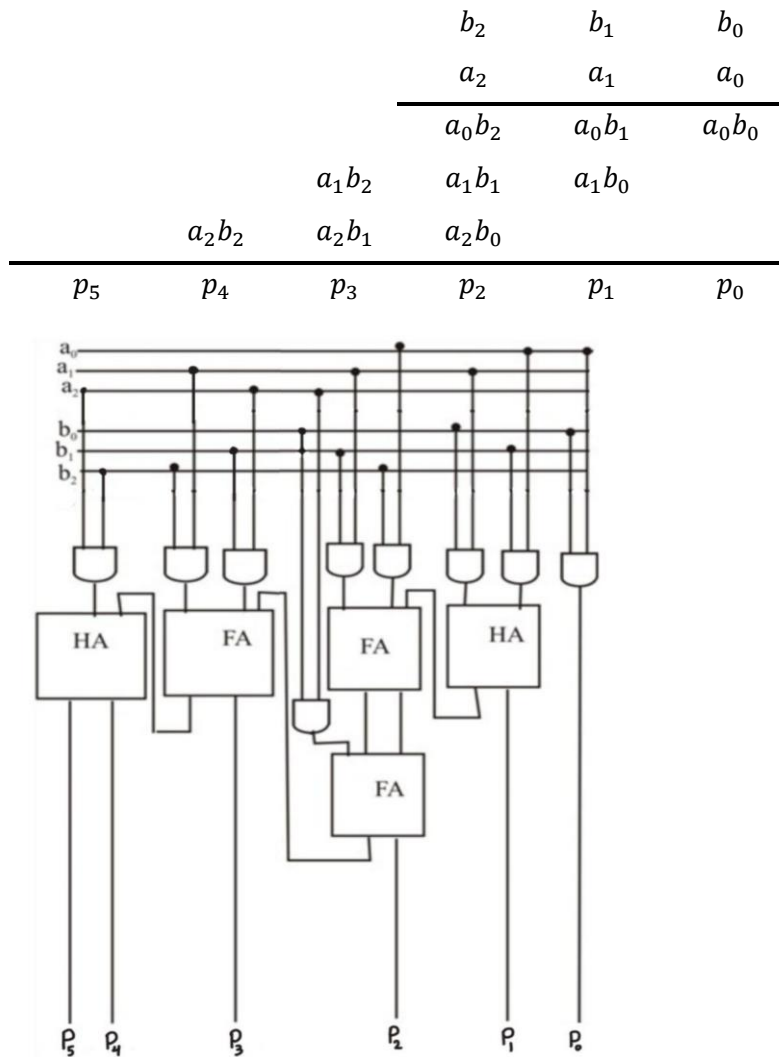 b₂ b₁ b₀
a₂ a₁ a₀
a₀b₂ a₀b₁ a₀b₀
a₁b₂ a₁b₁ a₁b₀
a₂b₂ a₂b₁ a₂b₀
p₅ p₄ p₃ p₂ p₁ p₀
a₀
a₁
a₂
b₀
b₁
b₂
HA FA FA HA
FA
P₅ P₄ P₃ P₂ P₁ P₀